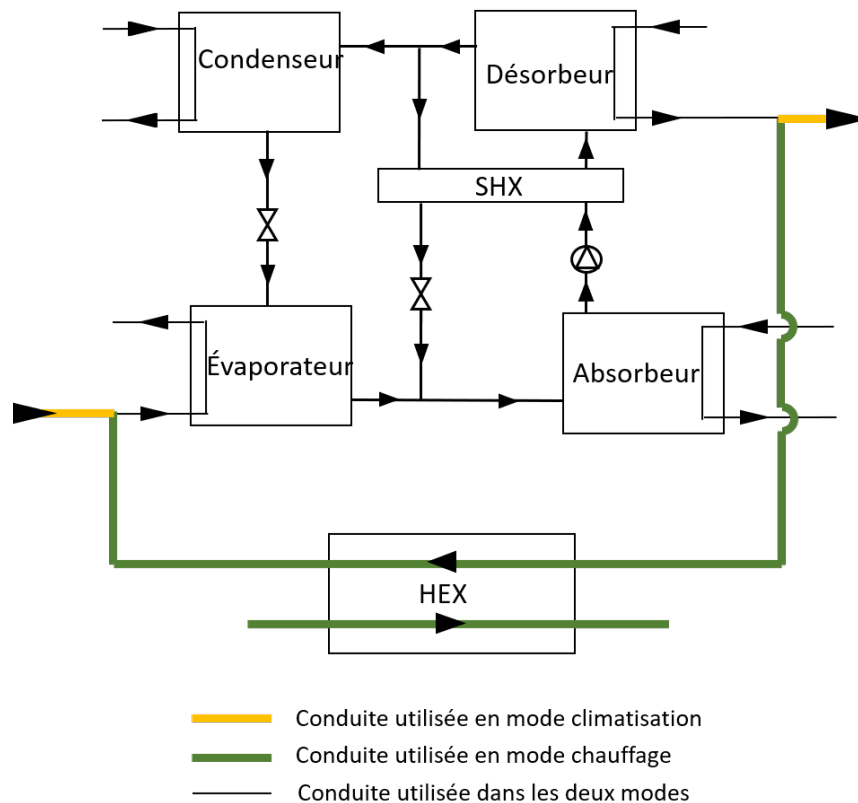 Condenseur
Désorbeur
SHX
Évaporateur
Absorbeur
HEX
Conduite utilisée en mode climatisation
Conduite utilisée en mode chauffage
Conduite utilisée dans les deux modes